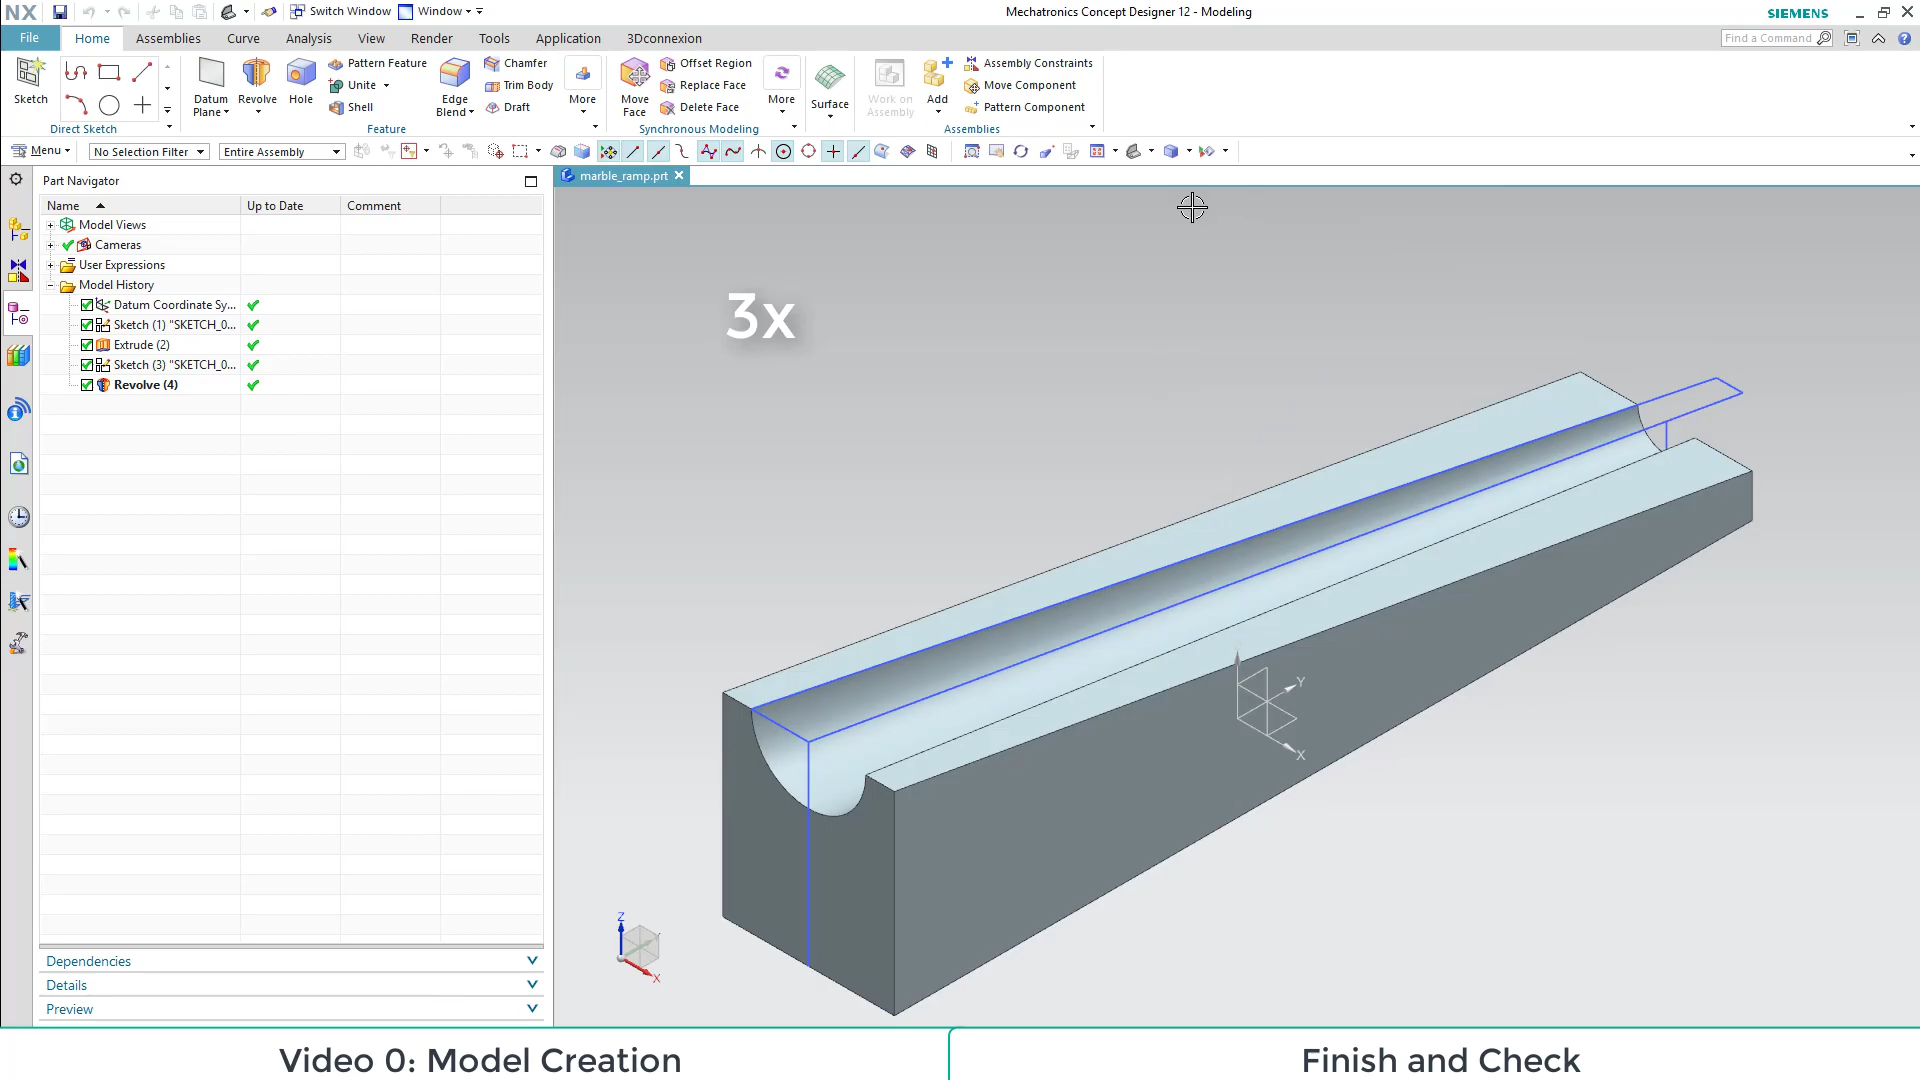 NX Switch Window Window Mechatronics Concept Designer 12 - Modeling SIEMENS
File Home Assemblies Curve Analysis View Render Tools Application 3Dconnexion Find a Command
Sketch Datum Plane Revolve Hole Pattern Feature Unite Shell Edge Blend Chamfer Trim Body Draft More Move Face Offset Region Replace Face Delete Face More Surface Work on Assembly Add Assembly Constraints Move Component Pattern Component
Direct Sketch Feature Synchronous Modeling Assemblies
Menu No Selection Filter Entire Assembly
Part Navigator marble_ramp.prt
Name Up to Date Comment
Model Views
Cameras
User Expressions
Model History
Datum Coordinate Sy...
Sketch (1) "SKETCH_0...
Extrude (2)
Sketch (3) "SKETCH_0...
Revolve (4)
3x
Y
X
Z
X
Dependencies
Details
Preview
Video 0: Model Creation Finish and Check